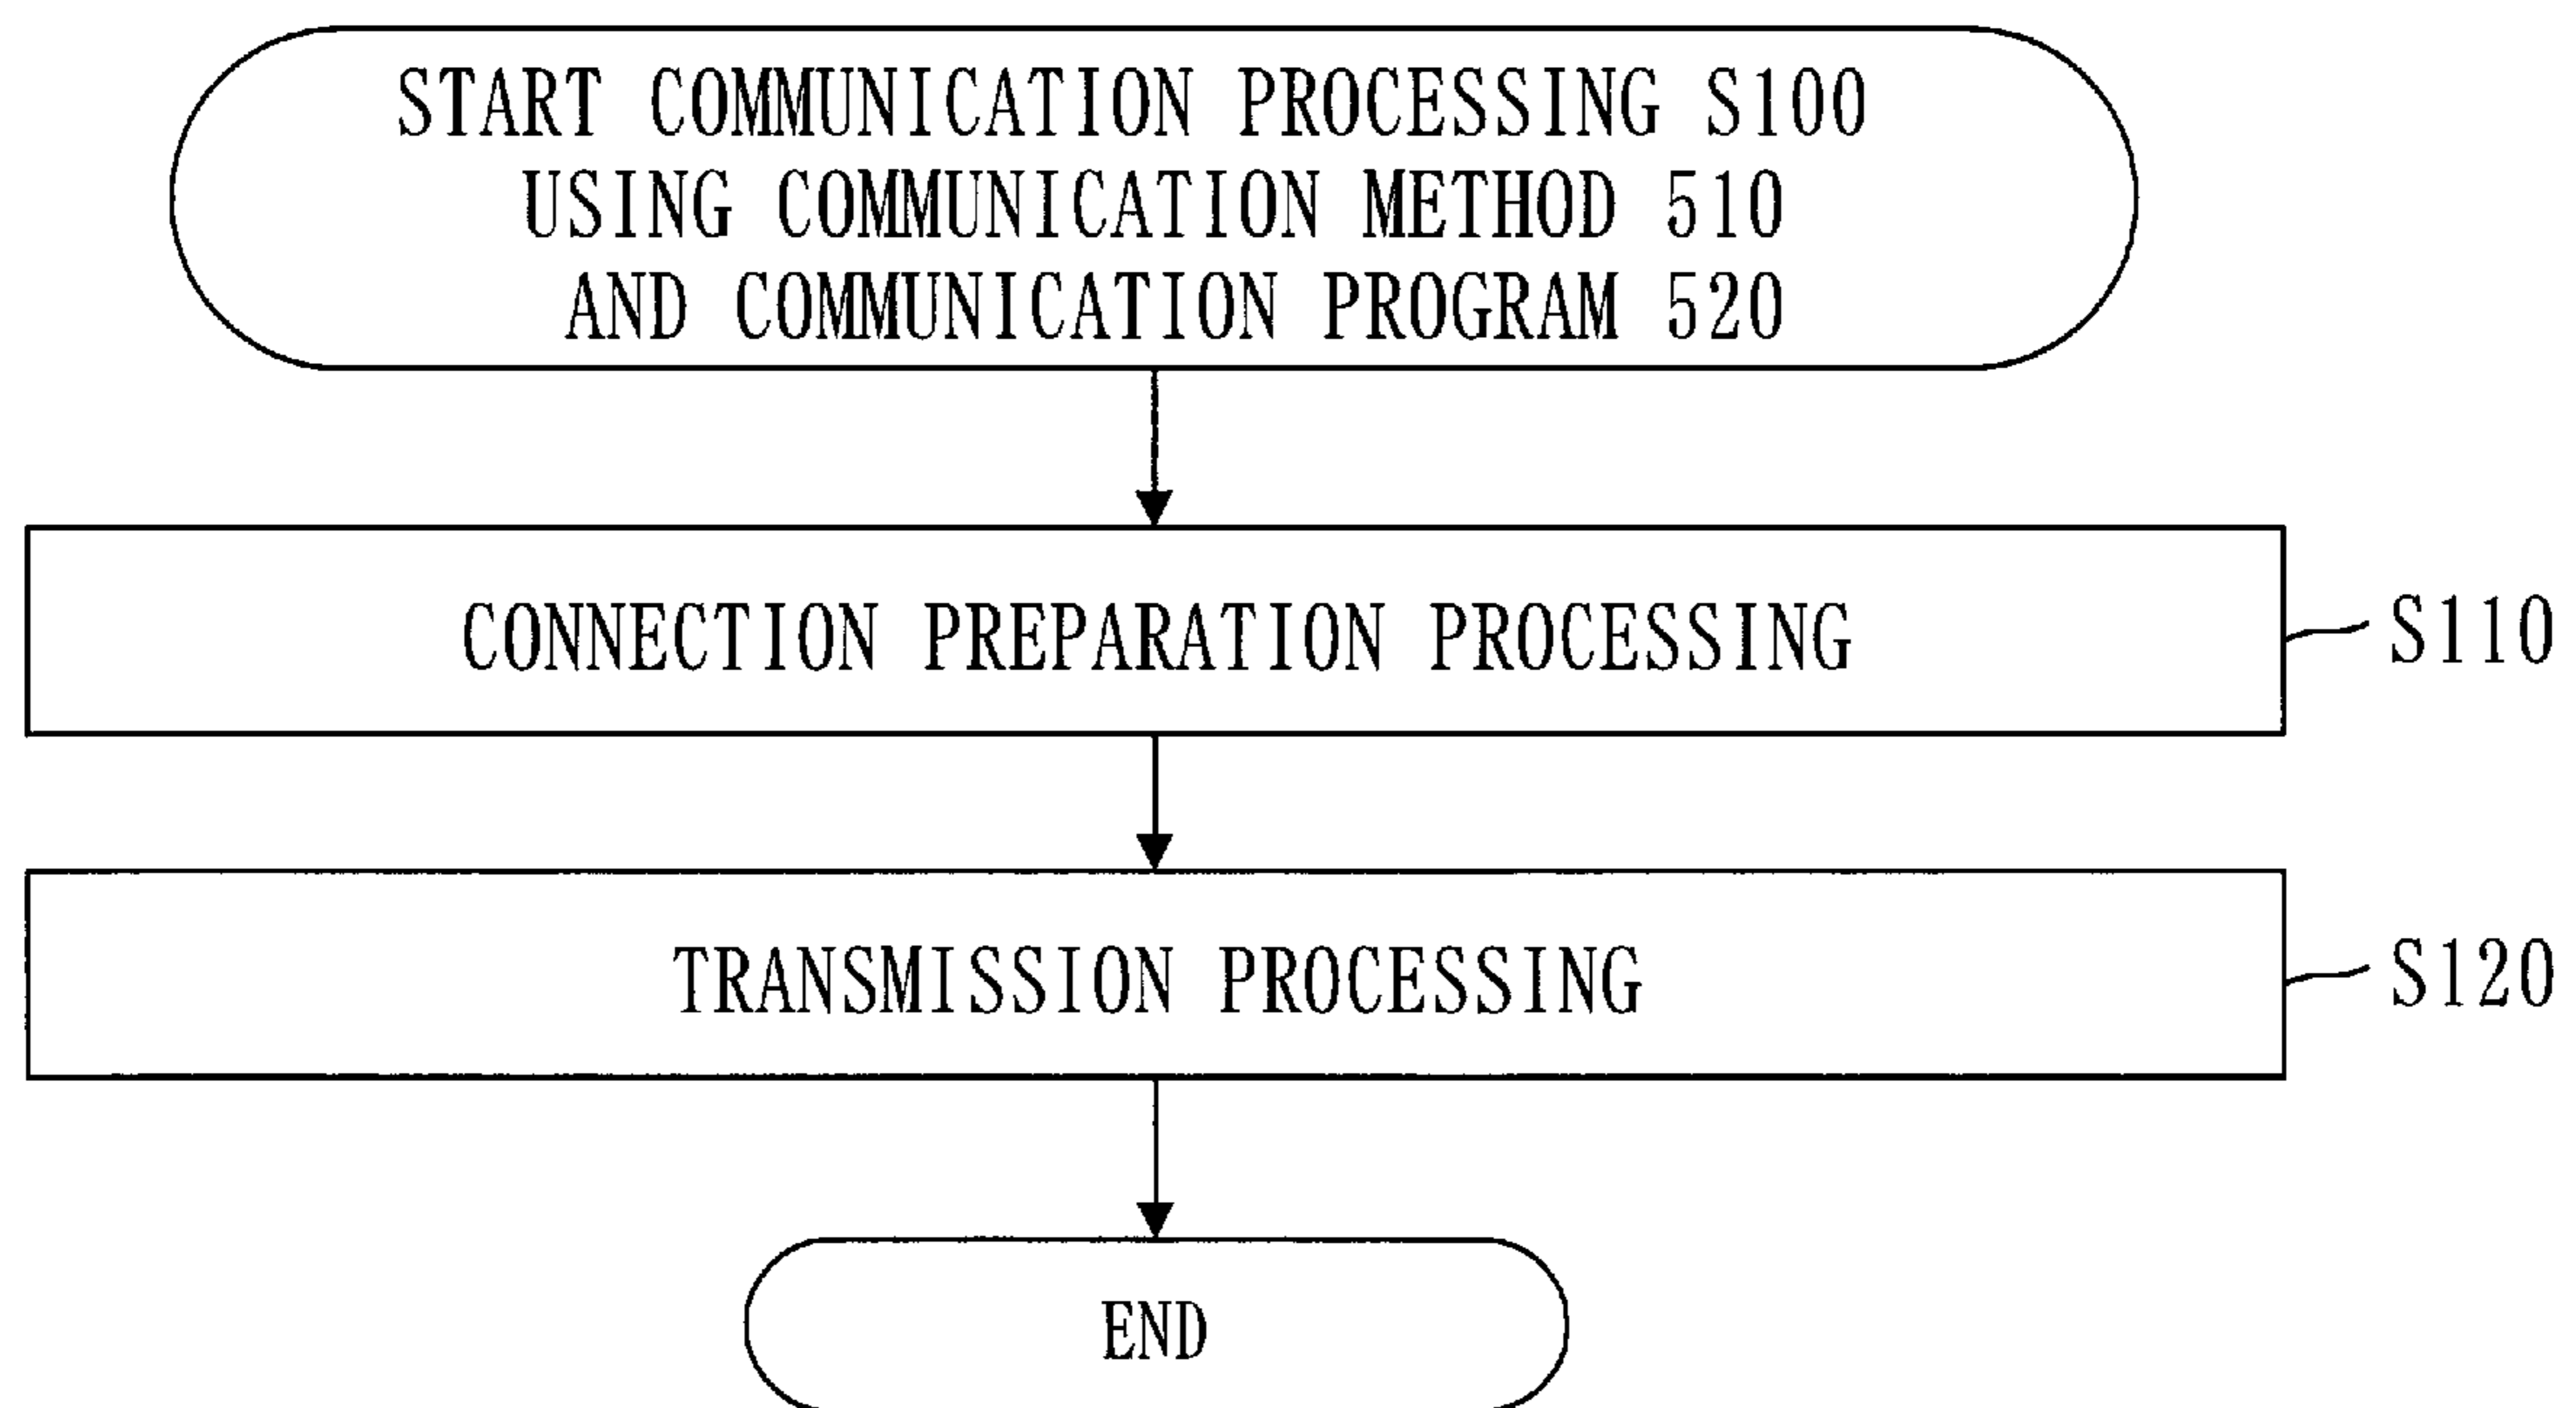 START COMMUNICATION PROCESSING S100
USING COMMUNICATION METHOD 510
AND COMMUNICATION PROGRAM 520
CONNECTION PREPARATION PROCESSING
S110
TRANSMISSION PROCESSING
S120
END